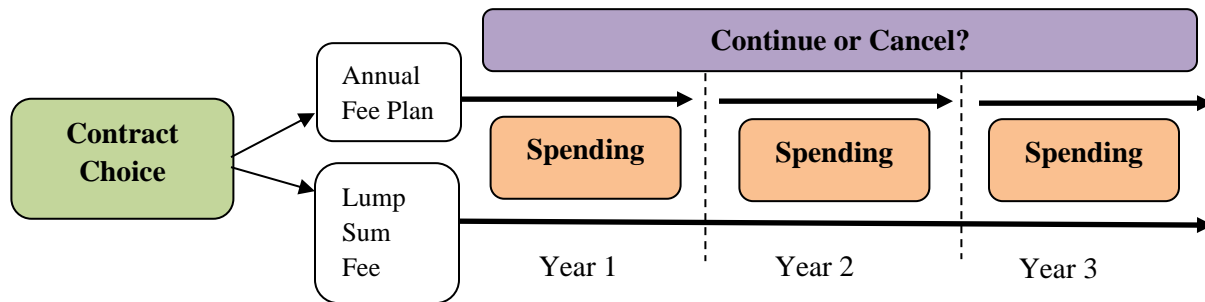 Continue or Cancel?
Annual
Fee Plan
Contract
Choice
Spending
Spending
Spending
Lump
Sum
Fee
Year 1
Year 2
Year 3